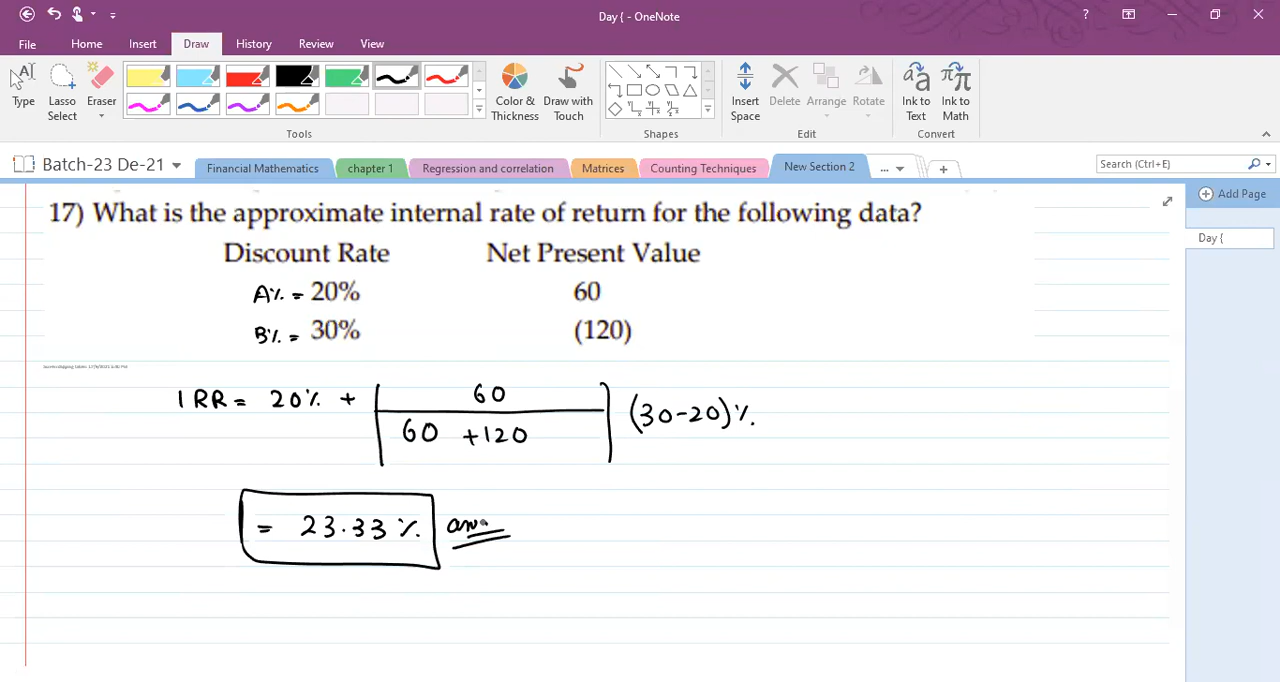 Day { - OneNote
File Home Insert Draw History Review View
Type Lasso Select Eraser Color & Thickness Draw with Touch Insert Space Delete Arrange Rotate Ink to Text Ink to Math
Tools Shapes Edit Convert
Batch-23 De-21 Financial Mathematics chapter 1 Regression and correlation Matrices Counting Techniques New Section 2 ... Search (Ctrl+E)
Add Page
Day {
17) What is the approximate internal rate of return for the following data?
Discount Rate Net Present Value
A% = 20% 60
B% = 30% (120)
IRR = 20% + [60 / 60 + 120] (30-20)%
= 23.33% ans